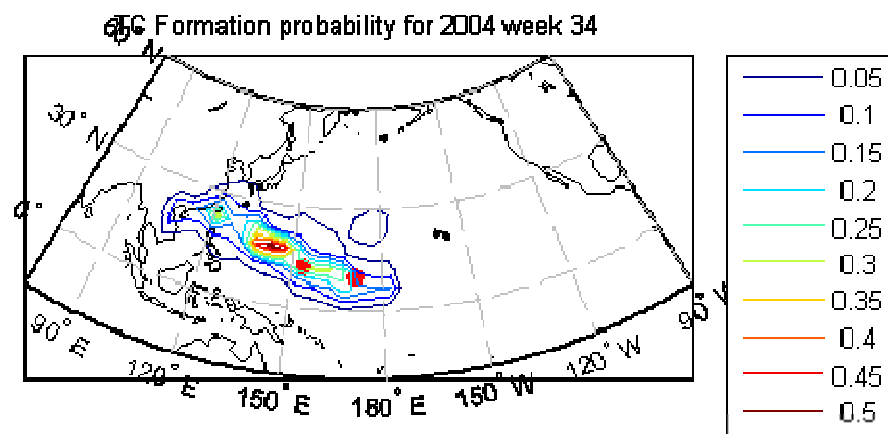 TC Formation probability for 2004 week 34
60° N
30° N
0°
90° E
120° E
150° E
180° E
150° W
120° W
90° W
0.05
0.1
0.15
0.2
0.25
0.3
0.35
0.4
0.45
0.5